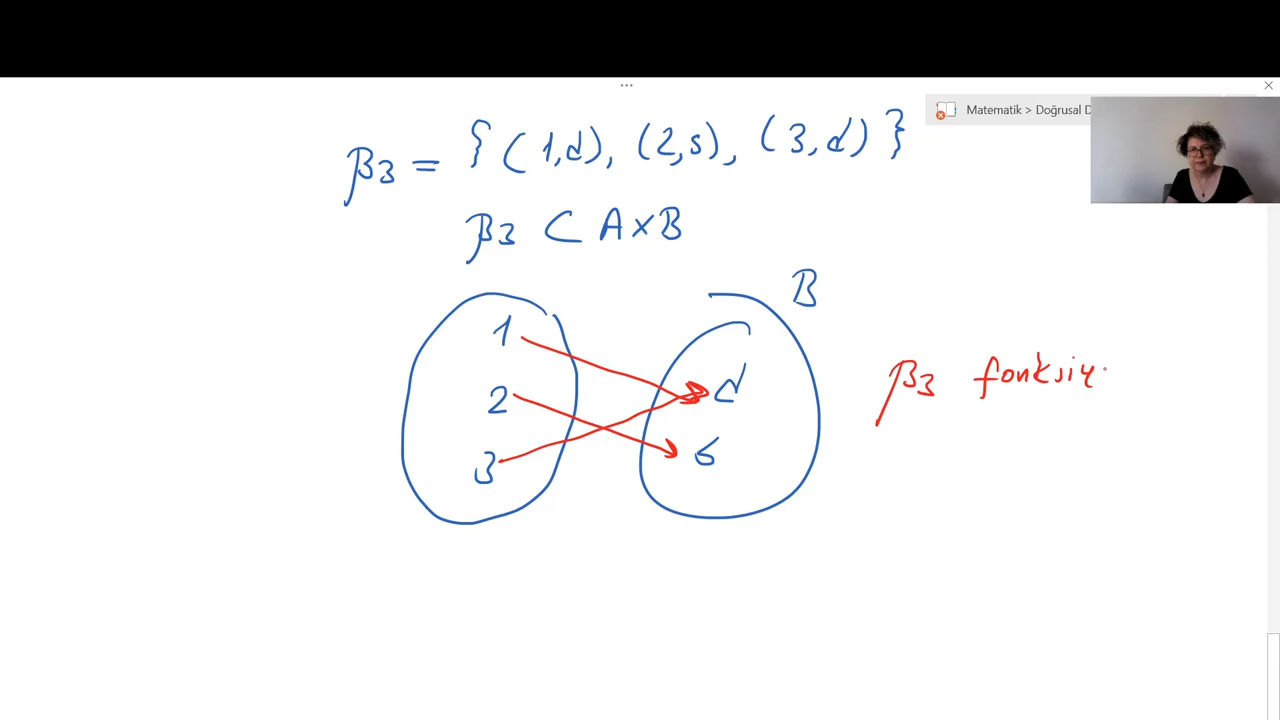 Matematik > Doğrusal D
β3 = { (1,d), (2,s), (3,d) }
β3 ⊂ A×B
B
1
2
3
d
s
β3 fonksiy